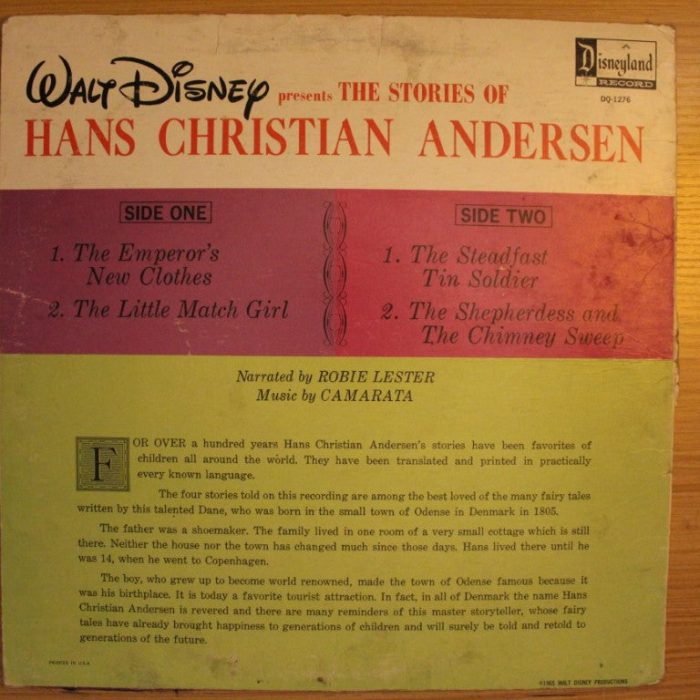 Disneyland
RECORD
DQ-1276
WALT DISNEY presents THE STORIES OF
HANS CHRISTIAN ANDERSEN
SIDE ONE
1. The Emperor's
New Clothes
2. The Little Match Girl
SIDE TWO
1. The Steadfast
Tin Soldier
2. The Shepherdess and
The Chimney Sweep
Narrated by ROBIE LESTER
Music by CAMARATA
FOR OVER a hundred years Hans Christian Andersen's stories have been favorites of
children all around the world. They have been translated and printed in practically
every known language.
The four stories told on this recording are among the best loved of the many fairy tales
written by this talented Dane, who was born in the small town of Odense in Denmark in 1805.
The father was a shoemaker. The family lived in one room of a very small cottage which is still
there. Neither the house nor the town has changed much since those days. Hans lived there until he
was 14, when he went to Copenhagen.
The boy, who grew up to become world renowned, made the town of Odense famous because it
was his birthplace. It is today a favorite tourist attraction. In fact, in all of Denmark the name Hans
Christian Andersen is revered and there are many reminders of this master storyteller, whose fairy
tales have already brought happiness to generations of children and will surely be told and retold to
generations of the future.
PRINTED IN U.S.A.
©1965 WALT DISNEY PRODUCTIONS